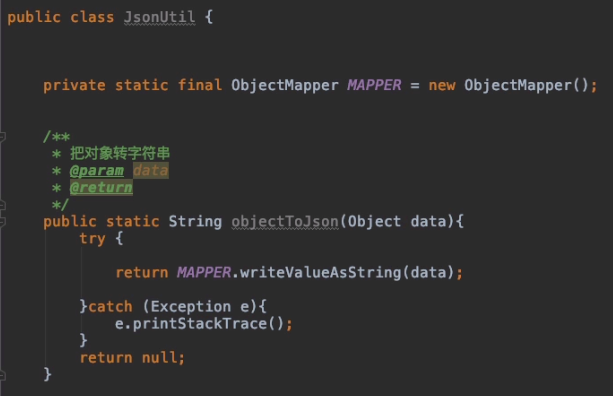 public class JsonUtil {
private static final ObjectMapper MAPPER = new ObjectMapper();
/**
* 把对象转字符串
* @param data
* @return
*/
public static String objectToJson(Object data){
try {
return MAPPER.writeValueAsString(data);
}catch (Exception e){
e.printStackTrace();
}
return null;
}